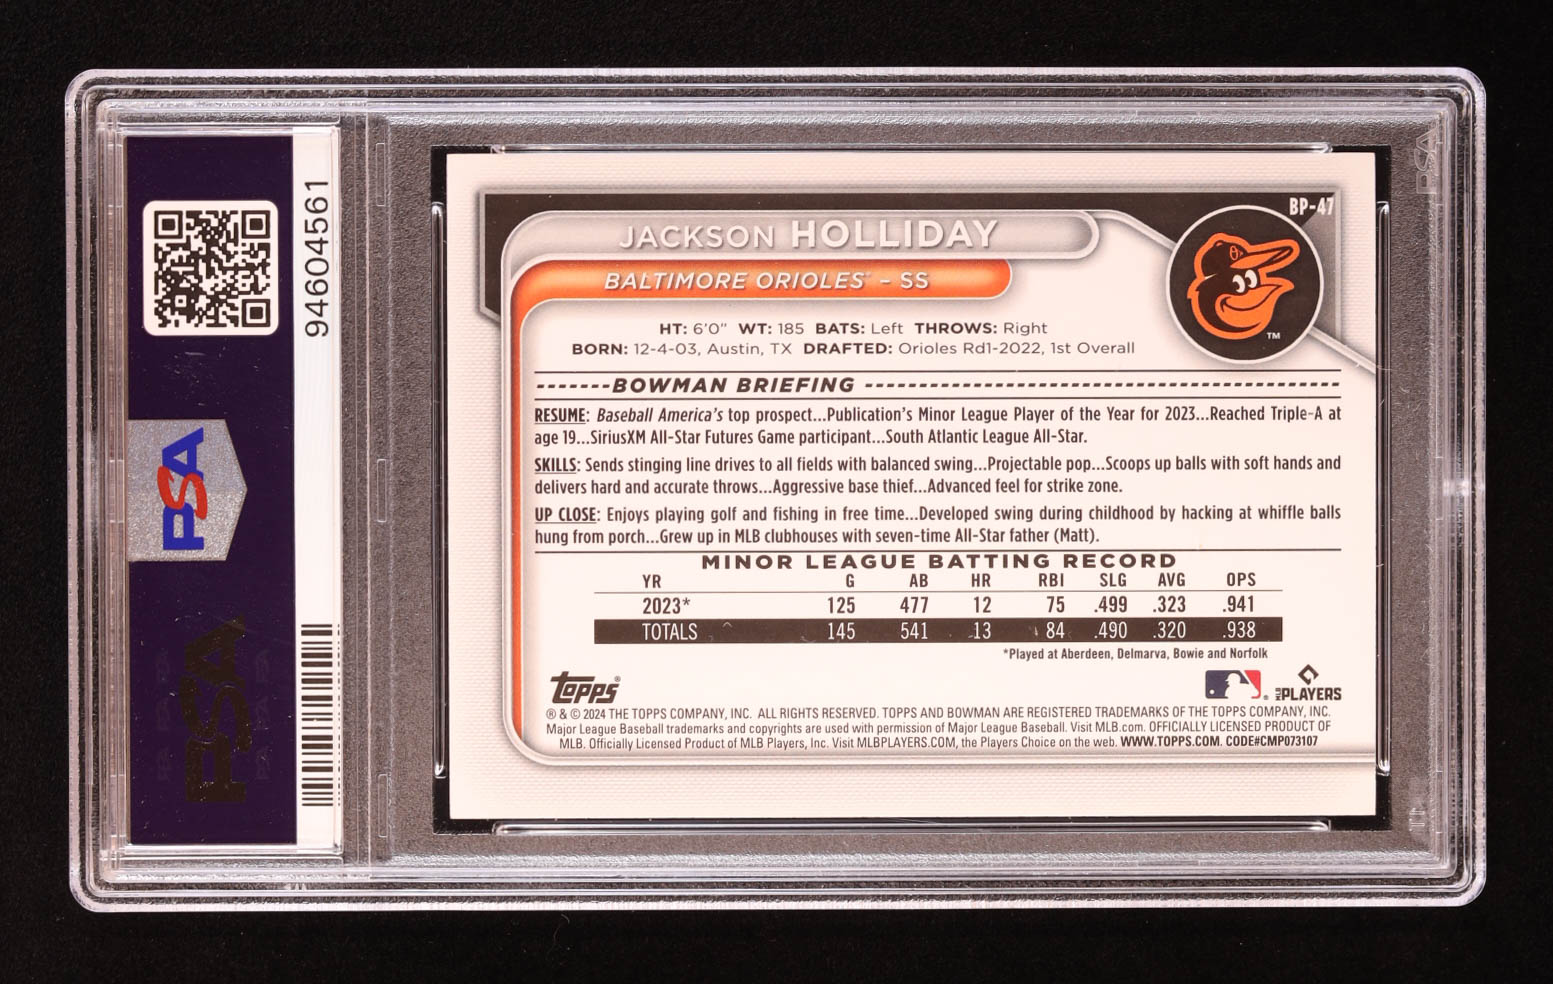 94604561
PSA
PSA
PSA
BP-47
JACKSON HOLLIDAY
BALTIMORE ORIOLES™ – SS
TM
HT: 6'0" WT: 185 BATS: Left THROWS: Right
BORN: 12-4-03, Austin, TX DRAFTED: Orioles Rd1-2022, 1st Overall
-------BOWMAN BRIEFING --------------------------------------------
RESUME: Baseball America's top prospect...Publication's Minor League Player of the Year for 2023...Reached Triple-A at
age 19...SiriusXM All-Star Futures Game participant...South Atlantic League All-Star.
SKILLS: Sends stinging line drives to all fields with balanced swing...Projectable pop...Scoops up balls with soft hands and
delivers hard and accurate throws...Aggressive base thief...Advanced feel for strike zone.
UP CLOSE: Enjoys playing golf and fishing in free time...Developed swing during childhood by hacking at whiffle balls
hung from porch...Grew up in MLB clubhouses with seven-time All-Star father (Matt).
MINOR LEAGUE BATTING RECORD
YR G AB HR RBI SLG AVG OPS
2023* 125 477 12 75 .499 .323 .941
TOTALS 145 541 13 84 .490 .320 .938
*Played at Aberdeen, Delmarva, Bowie and Norfolk
Topps®
MLB PLAYERS
® & © 2024 THE TOPPS COMPANY, INC. ALL RIGHTS RESERVED. TOPPS AND BOWMAN ARE REGISTERED TRADEMARKS OF THE TOPPS COMPANY, INC.
Major League Baseball trademarks and copyrights are used with permission of Major League Baseball. Visit MLB.com. OFFICIALLY LICENSED PRODUCT OF
MLB. Officially Licensed Product of MLB Players, Inc. Visit MLBPLAYERS.COM, the Players Choice on the web. WWW.TOPPS.COM. CODE#CMP073107